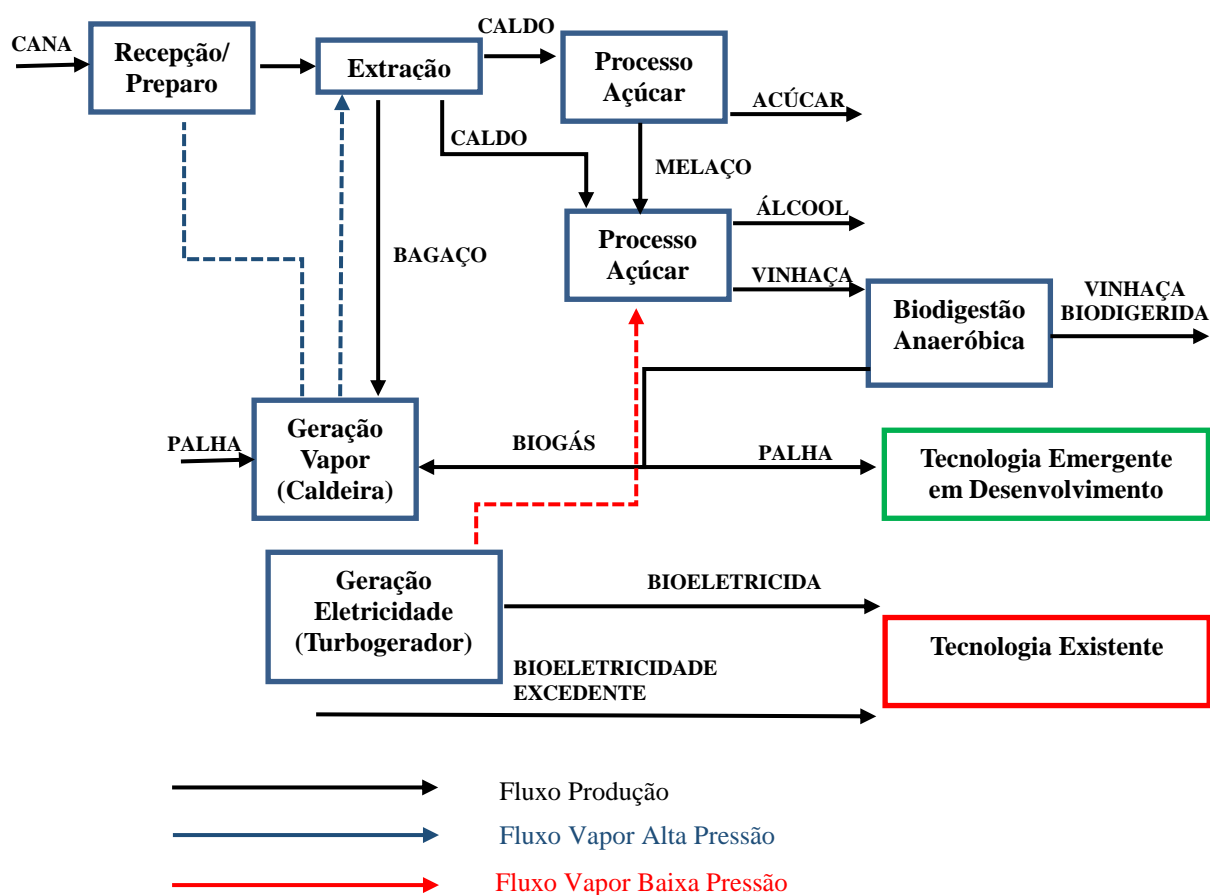 CANA
Recepção/
Preparo
Extração
CALDO
Processo
Açúcar
ACÚCAR
CALDO
MELAÇO
BAGAÇO
Processo
Açúcar
ÁLCOOL
VINHAÇA
Biodigestão
Anaeróbica
VINHAÇA
BIODIGERIDA
PALHA
Geração
Vapor
(Caldeira)
BIOGÁS
PALHA
Tecnologia Emergente
em Desenvolvimento
Geração
Eletricidade
(Turbogerador)
BIOELETRICIDA
BIOELETRICIDADE
EXCEDENTE
Tecnologia Existente
Fluxo Produção
Fluxo Vapor Alta Pressão
Fluxo Vapor Baixa Pressão